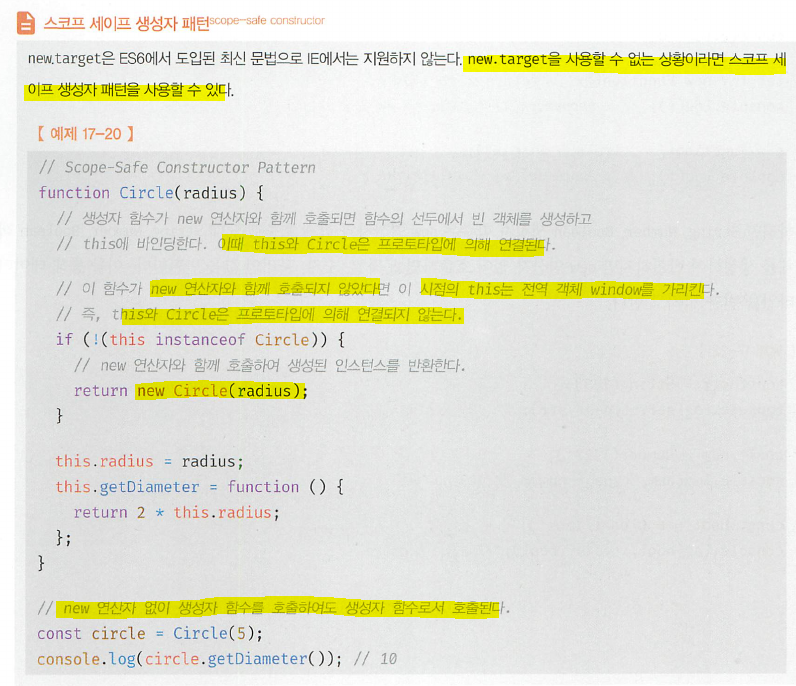 스코프 세이프 생성자 패턴scope-safe constructor
new.target은 ES6에서 도입된 최신 문법으로 IE에서는 지원하지 않는다. new.target을 사용할 수 없는 상황이라면 스코프 세
이프 생성자 패턴을 사용할 수 있다.
【 예제 17-20 】
// Scope-Safe Constructor Pattern
function Circle(radius) {
  // 생성자 함수가 new 연산자와 함께 호출되면 함수의 선두에서 빈 객체를 생성하고
  // this에 바인딩한다. 이때 this와 Circle은 프로토타입에 의해 연결된다.
  // 이 함수가 new 연산자와 함께 호출되지 않았다면 이 시점의 this는 전역 객체 window를 가리킨다.
  // 즉, this와 Circle은 프로토타입에 의해 연결되지 않는다.
  if (!(this instanceof Circle)) {
    // new 연산자와 함께 호출하여 생성된 인스턴스를 반환한다.
    return new Circle(radius);
  }
  this.radius = radius;
  this.getDiameter = function () {
    return 2 * this.radius;
  };
}
// new 연산자 없이 생성자 함수를 호출하여도 생성자 함수로서 호출된다.
const circle = Circle(5);
console.log(circle.getDiameter()); // 10